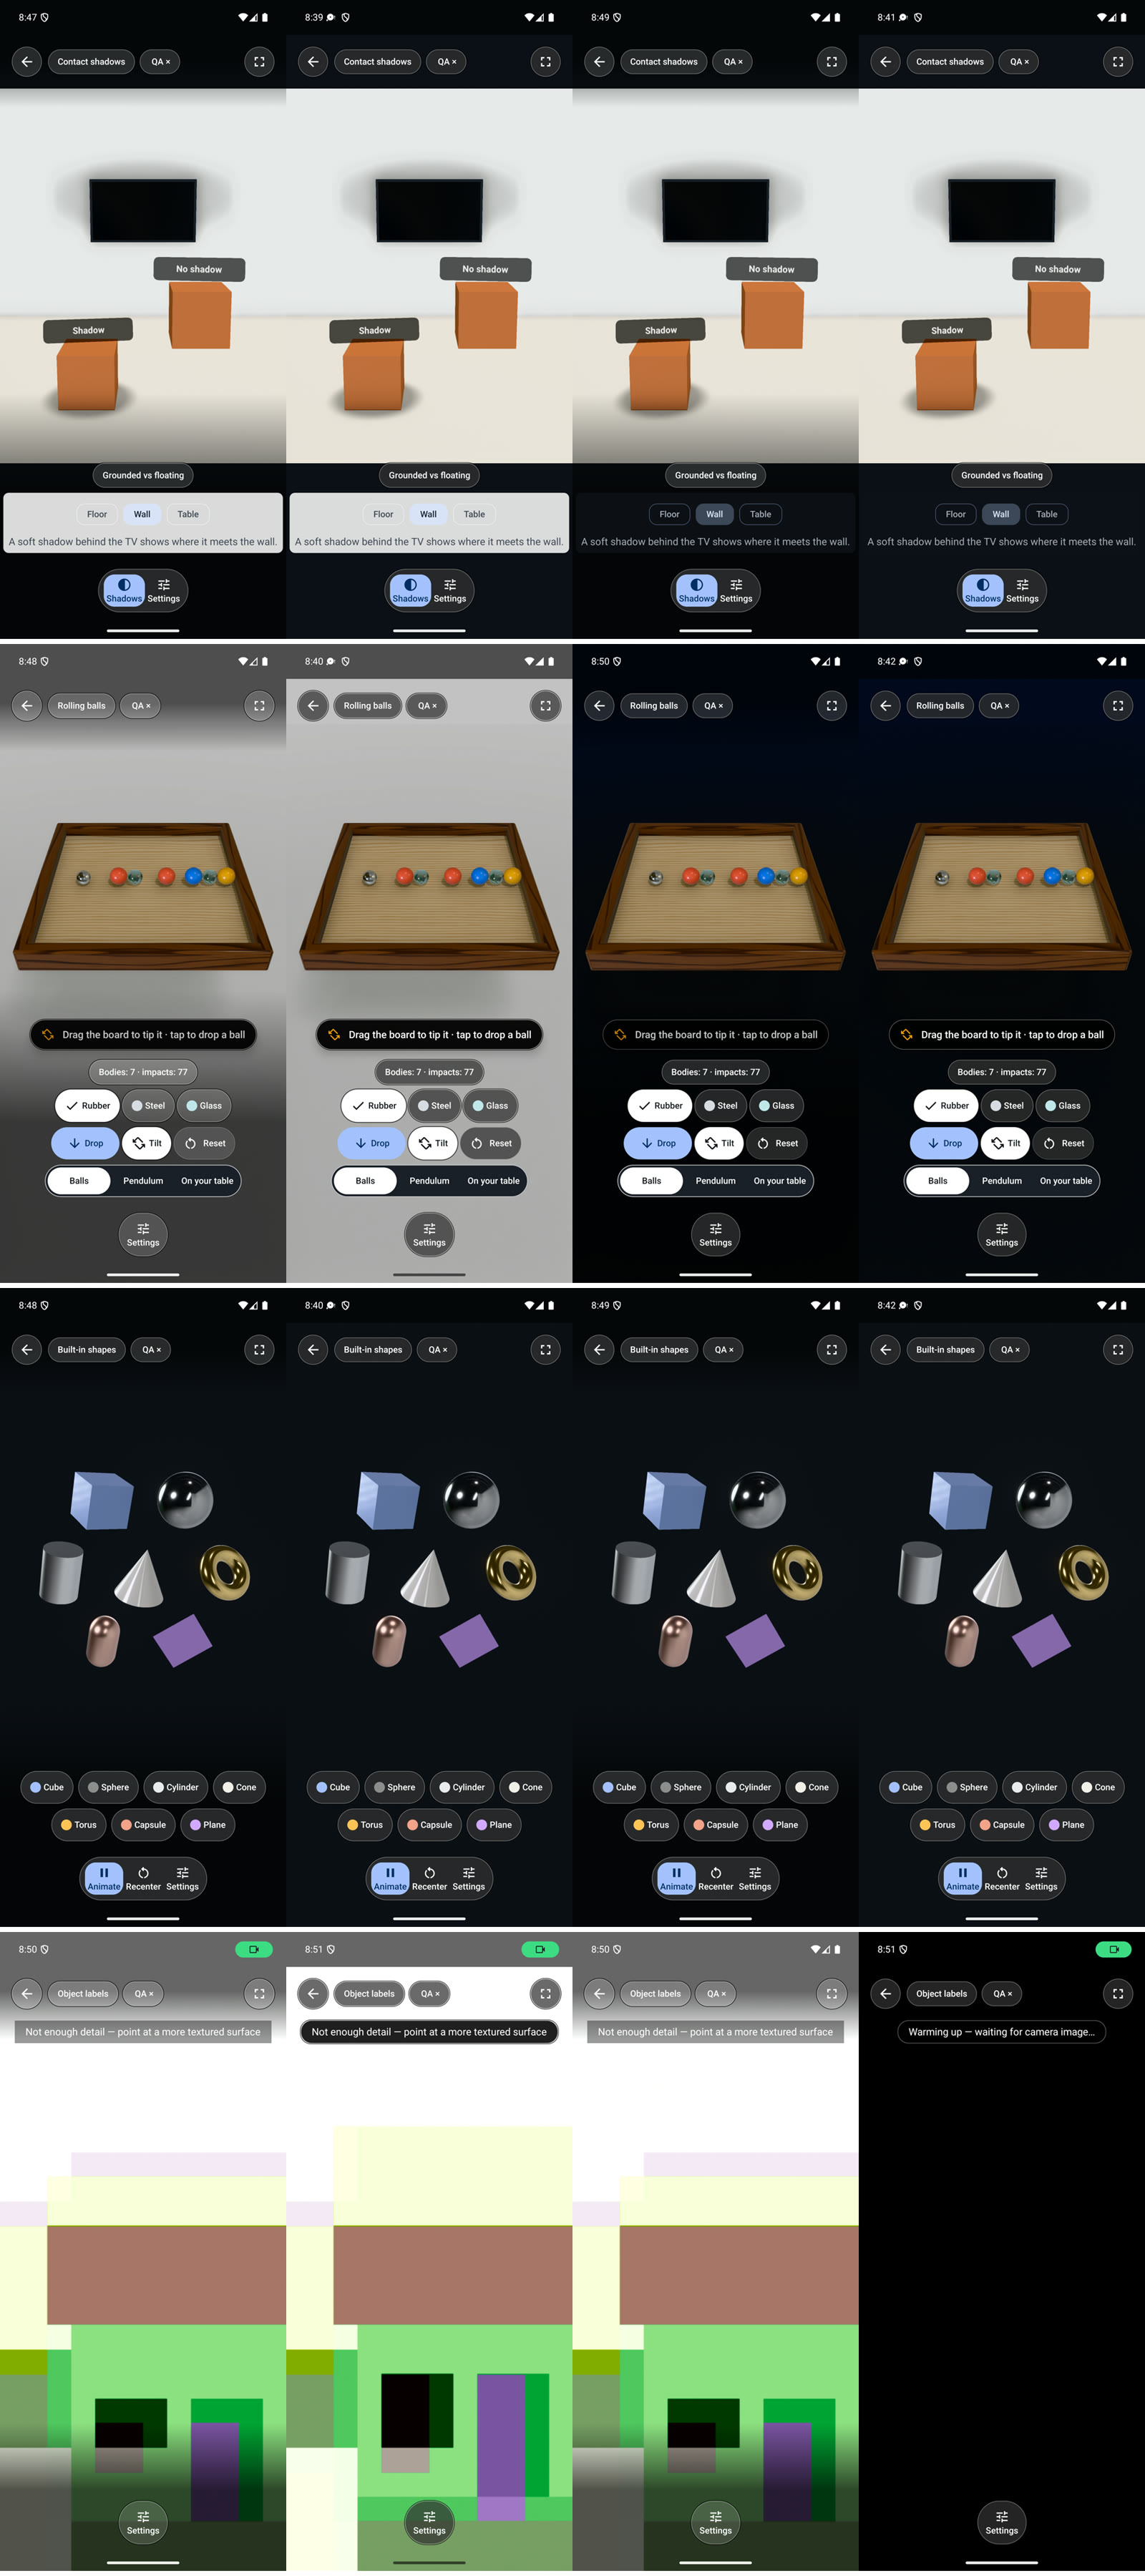 8:47
Contact shadows
QA ×
No shadow
Shadow
Grounded vs floating
Floor
Wall
Table
A soft shadow behind the TV shows where it meets the wall.
Shadows
Settings
8:39
Contact shadows
QA ×
No shadow
Shadow
Grounded vs floating
Floor
Wall
Table
A soft shadow behind the TV shows where it meets the wall.
Shadows
Settings
8:49
Contact shadows
QA ×
No shadow
Shadow
Grounded vs floating
Floor
Wall
Table
A soft shadow behind the TV shows where it meets the wall.
Shadows
Settings
8:41
Contact shadows
QA ×
No shadow
Shadow
Grounded vs floating
Floor
Wall
Table
A soft shadow behind the TV shows where it meets the wall.
Shadows
Settings
8:48
Rolling balls
QA ×
Drag the board to tip it · tap to drop a ball
Bodies: 7 · impacts: 77
Rubber
Steel
Glass
Drop
Tilt
Reset
Balls
Pendulum
On your table
Settings
8:40
Rolling balls
QA ×
Drag the board to tip it · tap to drop a ball
Bodies: 7 · impacts: 77
Rubber
Steel
Glass
Drop
Tilt
Reset
Balls
Pendulum
On your table
Settings
8:50
Rolling balls
QA ×
Drag the board to tip it · tap to drop a ball
Bodies: 7 · impacts: 77
Rubber
Steel
Glass
Drop
Tilt
Reset
Balls
Pendulum
On your table
Settings
8:42
Rolling balls
QA ×
Drag the board to tip it · tap to drop a ball
Bodies: 7 · impacts: 77
Rubber
Steel
Glass
Drop
Tilt
Reset
Balls
Pendulum
On your table
Settings
8:48
Built-in shapes
QA ×
Cube
Sphere
Cylinder
Cone
Torus
Capsule
Plane
Animate
Recenter
Settings
8:40
Built-in shapes
QA ×
Cube
Sphere
Cylinder
Cone
Torus
Capsule
Plane
Animate
Recenter
Settings
8:49
Built-in shapes
QA ×
Cube
Sphere
Cylinder
Cone
Torus
Capsule
Plane
Animate
Recenter
Settings
8:42
Built-in shapes
QA ×
Cube
Sphere
Cylinder
Cone
Torus
Capsule
Plane
Animate
Recenter
Settings
8:50
Object labels
QA ×
Not enough detail — point at a more textured surface
Settings
8:51
Object labels
QA ×
Not enough detail — point at a more textured surface
Settings
8:50
Object labels
QA ×
Not enough detail — point at a more textured surface
Settings
8:51
Object labels
QA ×
Warming up — waiting for camera image…
Settings